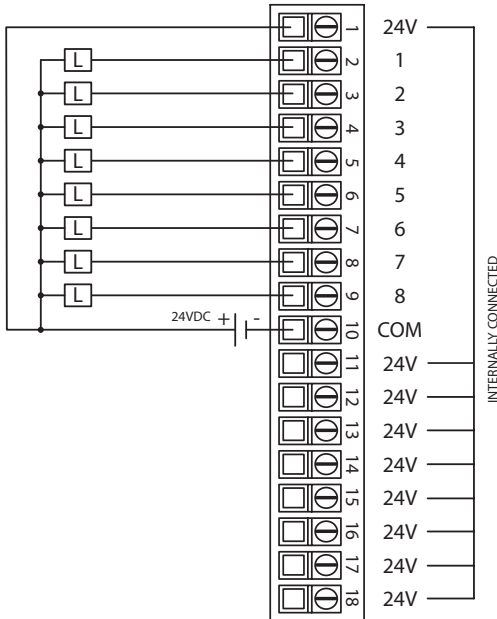 1 24V
L 2 1
L 3 2
L 4 3
L 5 4
L 6 5
L 7 6
L 8 7
L 9 8
24VDC + - 10 COM
11 24V
12 24V
13 24V
14 24V
15 24V
16 24V
17 24V
18 24V
INTERNALLY CONNECTED